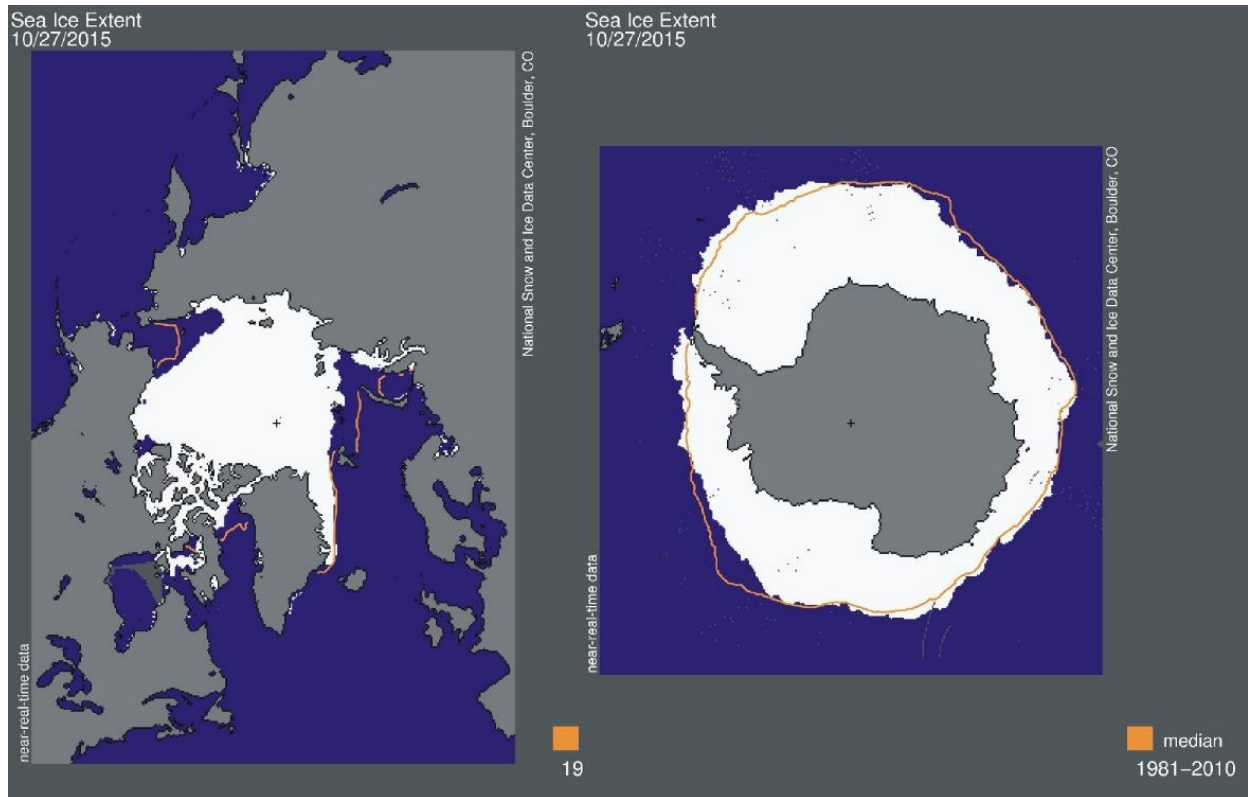 Sea Ice Extent
10/27/2015
National Snow and Ice Data Center, Boulder, CO
near-real-time data
19
Sea Ice Extent
10/27/2015
National Snow and Ice Data Center, Boulder, CO
near-real-time data
median
1981–2010